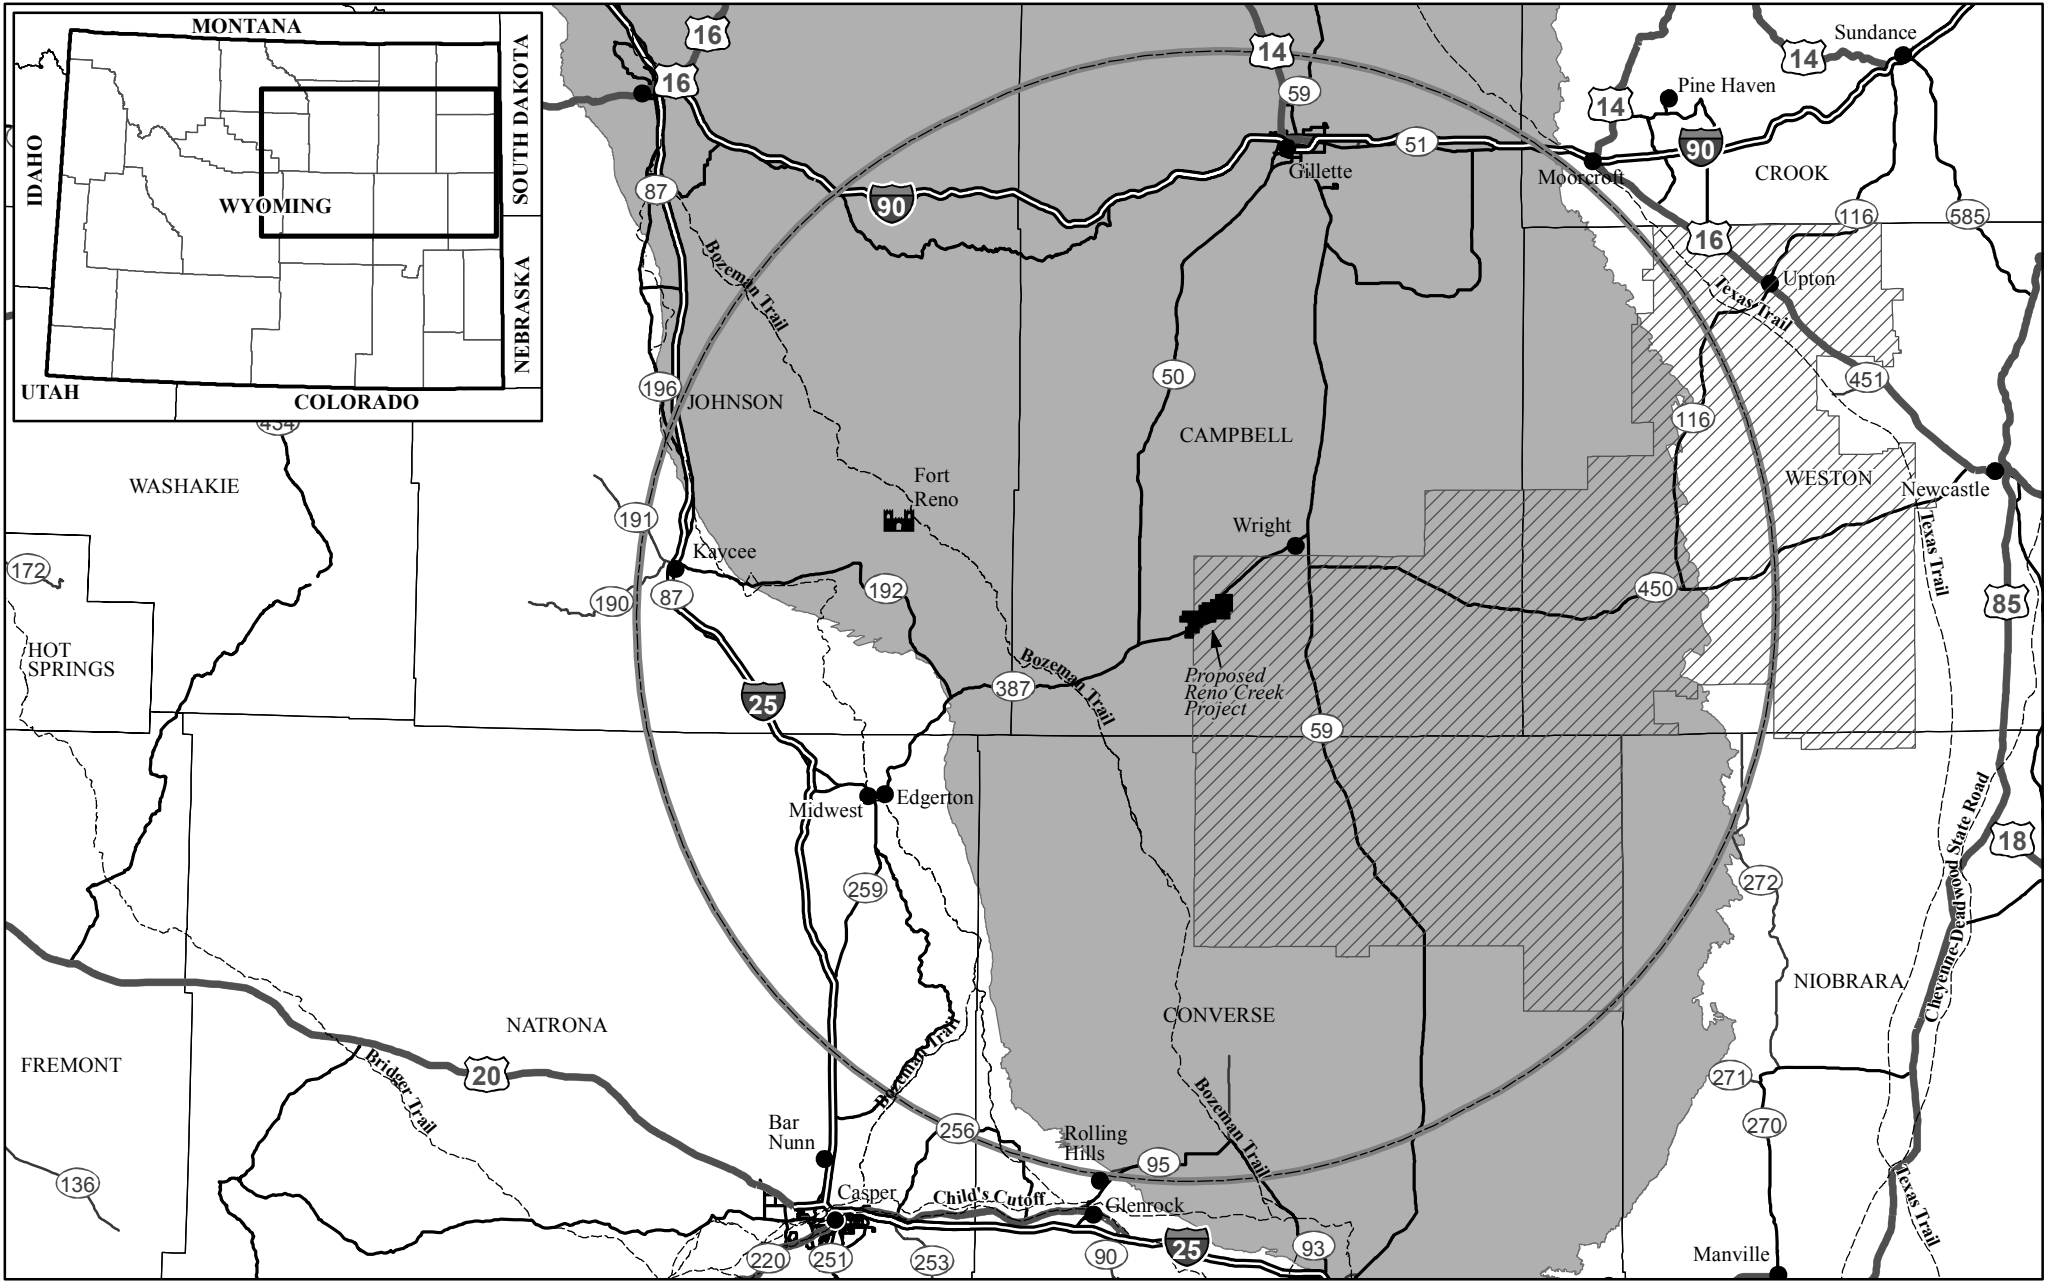 MONTANA
IDAHO
WYOMING
SOUTH DAKOTA
NEBRASKA
UTAH
COLORADO
16
16
14
59
14
14
Sundance
Pine Haven
90
CROOK
51
Gillette
Moorcroft
87
90
116
585
16
Bozeman Trail
Upton
Texas Trail
50
451
196
JOHNSON
116
CAMPBELL
434
WASHAKIE
Fort
Reno
WESTON
Newcastle
191
Wright
Texas Trail
Kaycee
172
190
87
192
450
85
HOT
SPRINGS
Bozeman Trail
387
Proposed
Reno Creek
Project
25
59
Midwest
Edgerton
18
259
272
Cheyenne-Deadwood State Road
NATRONA
CONVERSE
NIOBRARA
FREMONT
Bridger Trail
20
Bozeman Trail
271
Bozeman Trail
Bar
Nunn
256
Rolling
Hills
270
95
136
Casper
Child's Cutoff
Glenrock
Texas Trail
220
251
253
90
25
93
Manville